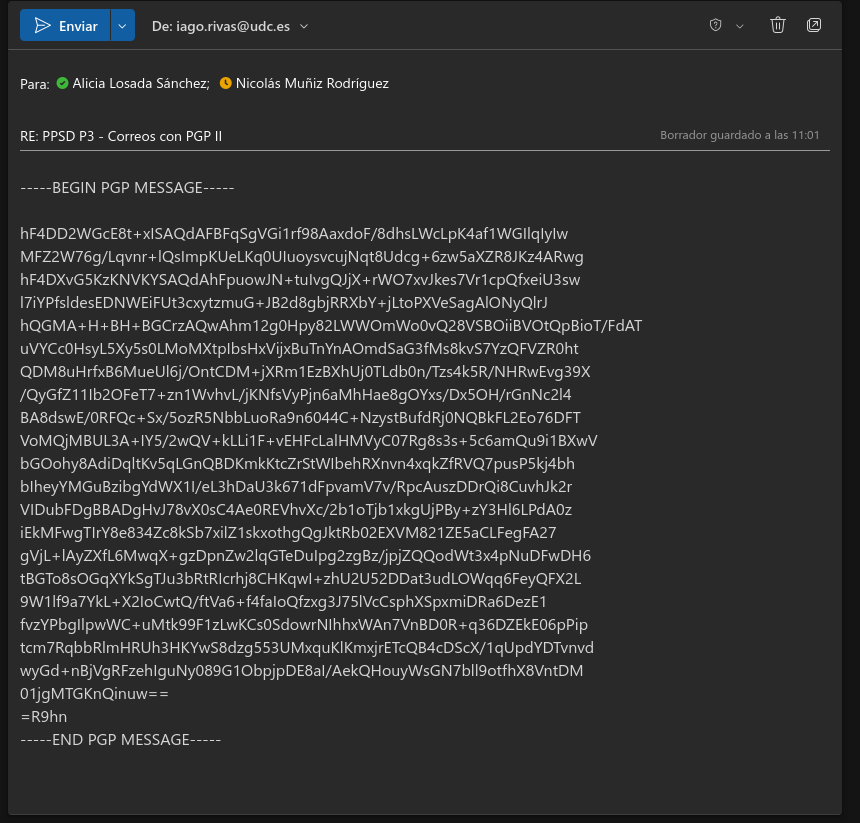 Enviar
De: iago.rivas@udc.es
Para: Alicia Losada Sánchez; Nicolás Muñiz Rodríguez
RE: PPSD P3 - Correos con PGP II
Borrador guardado a las 11:01
-----BEGIN PGP MESSAGE-----
hF4DD2WGcE8t+xISAQdAFBFqSgVGi1rf98AaxdoF/8dhsLWcLpK4af1WGIlqIyIw
MFZ2W76g/Lqvnr+lQsImpKUeLKq0UIuoysvcujNqt8Udcg+6zw5aXZR8JKz4ARwg
hF4DXvG5KzKNVKYSAQdAhFpuowJN+tuIvgQJjX+rWO7xvJkes7Vr1cpQfxeiU3sw
l7iYPfsldesEDNWEiFUt3cxytzmuG+JB2d8gbjRRXbY+jLtoPXVeSagAlONyQlrJ
hQGMA+H+BH+BGCrzAQwAhm12g0Hpy82LWWOmWo0vQ28VSBOiiBVOtQpBioT/FdAT
uVYCc0HsyL5Xy5s0LMoMXtpIbsHxVijxBuTnYnAOmdSaG3fMs8kvS7YzQFVZR0ht
QDM8uHrfxB6MueUl6j/OntCDM+jXRm1EzBXhUj0TLdb0n/Tzs4k5R/NHRwEvg39X
/QyGfZ11Ib2OFeT7+zn1WvhvL/jKNfsVyPjn6aMhHae8gOYxs/Dx5OH/rGnNc2l4
BA8dswE/0RFQc+Sx/5ozR5NbbLuoRa9n6044C+NzystBufdRj0NQBkFL2Eo76DFT
VoMQjMBUL3A+IY5/2wQV+kLLi1F+vEHFcLalHMVyC07Rg8s3s+5c6amQu9i1BXwV
bGOohy8AdiDqltKv5qLGnQBDKmkKtcZrStWIbehRXnvn4xqkZfRVQ7pusP5kj4bh
bIheyYMGuBzibgYdWX1I/eL3hDaU3k671dFpvamV7v/RpcAuszDDrQi8CuvhJk2r
VIDubFDgBBADgHvJ78vX0sC4Ae0REVhvXc/2b1oTjb1xkgUjPBy+zY3Hl6LPdA0z
iEkMFwgTIrY8e834Zc8kSb7xilZ1skxothgQgJktRb02EXVM821ZE5aCLFegFA27
gVjL+lAyZXfL6MwqX+gzDpnZw2lqGTeDuIpg2zgBz/jpjZQQodWt3x4pNuDFwDH6
tBGTo8sOGqXYkSgTJu3bRtRIcrhj8CHKqwI+zhU2U52DDat3udLOWqq6FeyQFX2L
9W1lf9a7YkL+X2IoCwtQ/ftVa6+f4faIoQfzxg3J75lVcCsphXSpxmiDRa6DezE1
fvzYPbgIlpwWC+uMtk99F1zLwKCs0SdowrNIhhxWAn7VnBD0R+q36DZEkE06pPip
tcm7RqbbRlmHRUh3HKYwS8dzg553UMxquKlKmxjrETcQB4cDScX/1qUpdYDTvnvd
wyGd+nBjVgRFzehIguNy089G1ObpjpDE8aI/AekQHouyWsGN7bll9otfhX8VntDM
01jgMTGKnQinuw==
=R9hn
-----END PGP MESSAGE-----